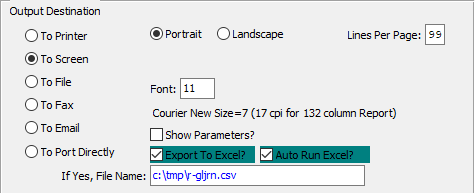 Output Destination
To Printer
Portrait
Landscape
Lines Per Page: 99
To Screen
To File
Font: 11
To Fax
Courier New Size=7 (17 cpi for 132 column Report)
To Email
Show Parameters?
To Port Directly
Export To Excel?
Auto Run Excel?
If Yes, File Name: c:\tmp\r-gljrn.csv